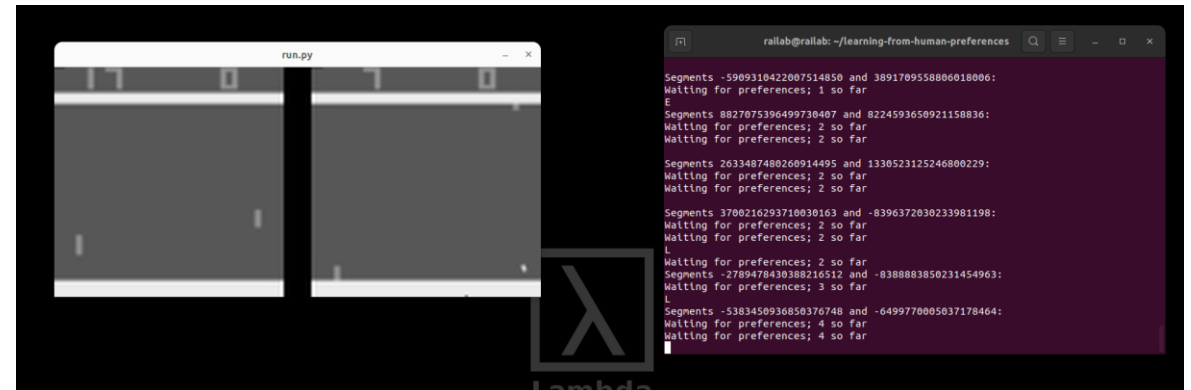 run.py
17 0 7 0
railab@railab: ~/learning-from-human-preferences
Segments -5909310422007514850 and 3891709558806018006:
Waiting for preferences; 1 so far
E
Segments 8827075396499730407 and 8224593650921158836:
Waiting for preferences; 2 so far
Waiting for preferences; 2 so far
Segments 2633487480260914495 and 1330523125246800229:
Waiting for preferences; 2 so far
Waiting for preferences; 2 so far
Segments 3700216293710030163 and -8396372030233981198:
Waiting for preferences; 2 so far
Waiting for preferences; 2 so far
L
Waiting for preferences; 2 so far
Segments -2789478430388216512 and -8388883850231454963:
Waiting for preferences; 3 so far
L
Segments -5383450936850376748 and -6499770005037178464:
Waiting for preferences; 4 so far
Waiting for preferences; 4 so far
λ
Lambda